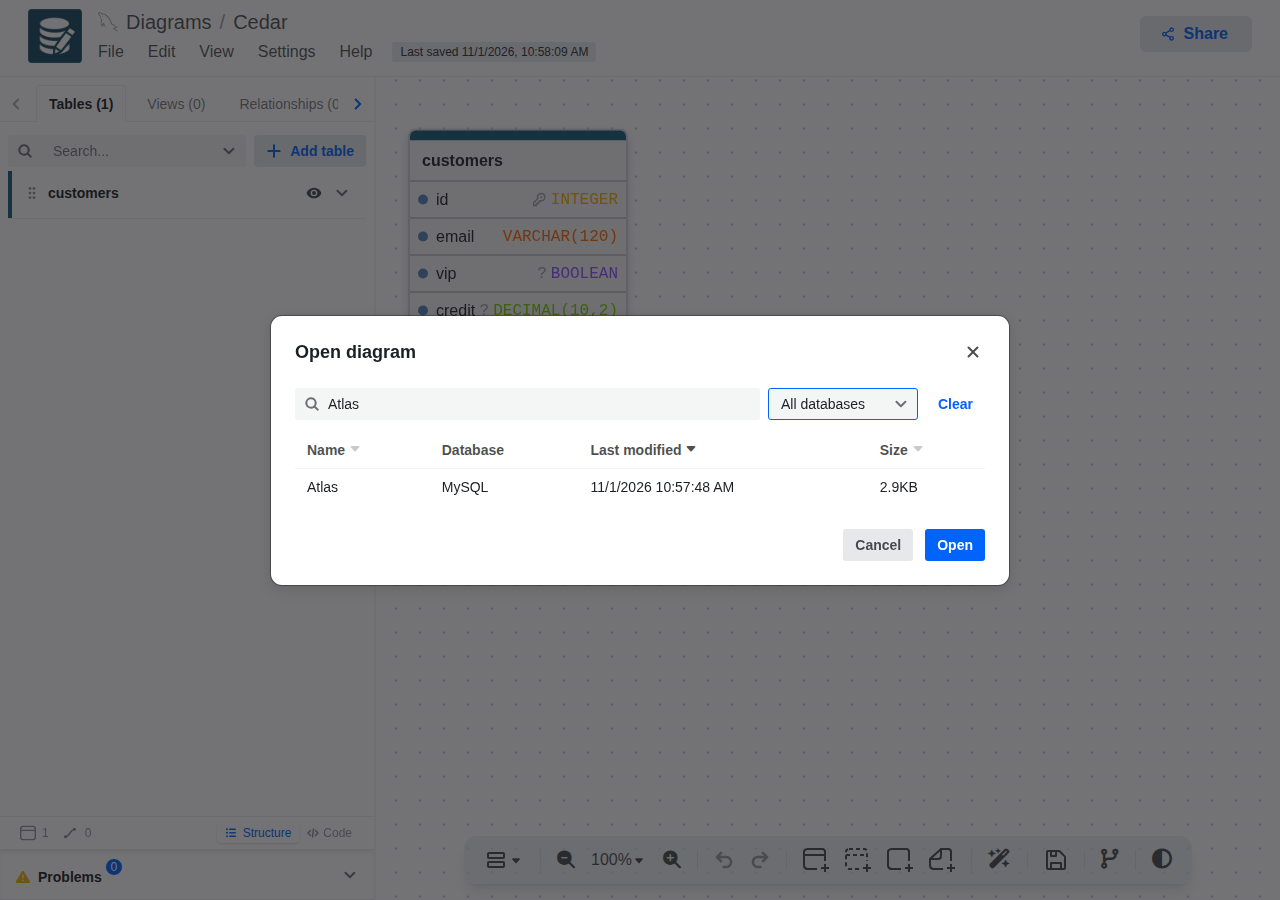 Diagrams / Cedar
File Edit View Settings Help Last saved 11/1/2026, 10:58:09 AM
Share
Tables (1) Views (0) Relationships (0
Search... Add table
customers
customers
id INTEGER
email VARCHAR(120)
vip ? BOOLEAN
credit ? DECIMAL(10,2)
Open diagram
Atlas All databases Clear
Name Database Last modified Size
Atlas MySQL 11/1/2026 10:57:48 AM 2.9KB
Cancel Open
1 0 Structure Code
Problems 0
100%